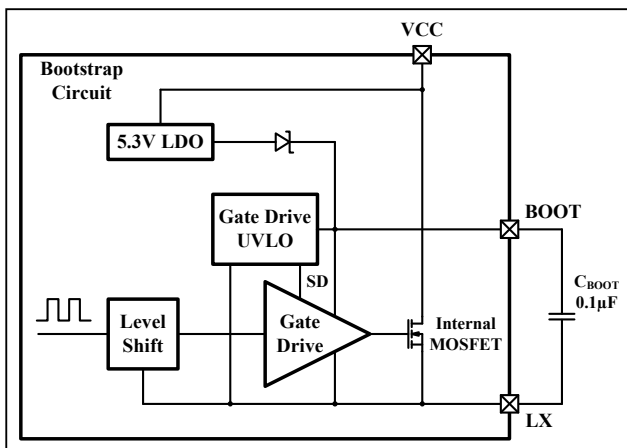 VCC
Bootstrap
Circuit
5.3V LDO
Gate Drive
UVLO
BOOT
SD
CBOOT
0.1µF
Level
Shift
Gate
Drive
Internal
MOSFET
LX